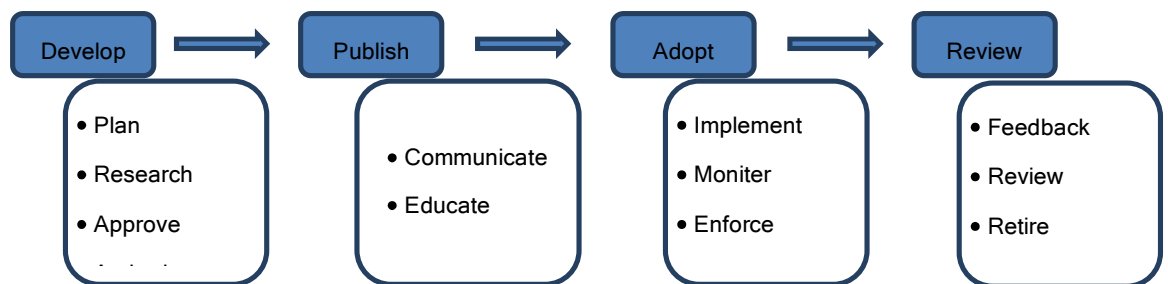 Develop
Publish
Adopt
Review
• Plan
• Research
• Approve
• Communicate
• Educate
• Implement
• Moniter
• Enforce
• Feedback
• Review
• Retire